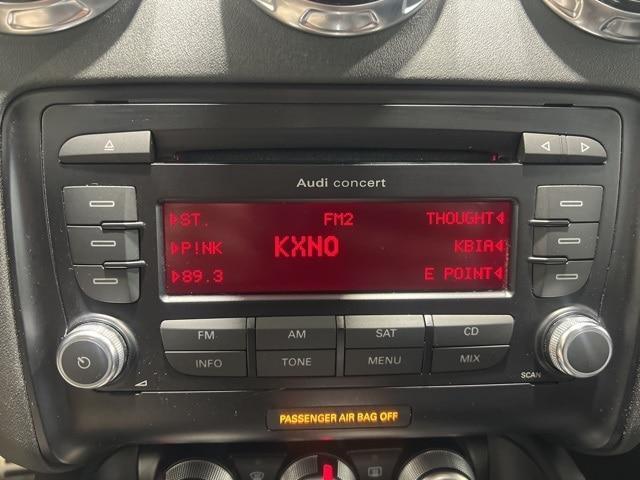 Audi concert
ST. FM2 THOUGHT
P!NK KXNO KBIA
89.3 E POINT
FM AM SAT CD
INFO TONE MENU MIX
SCAN
PASSENGER AIR BAG OFF